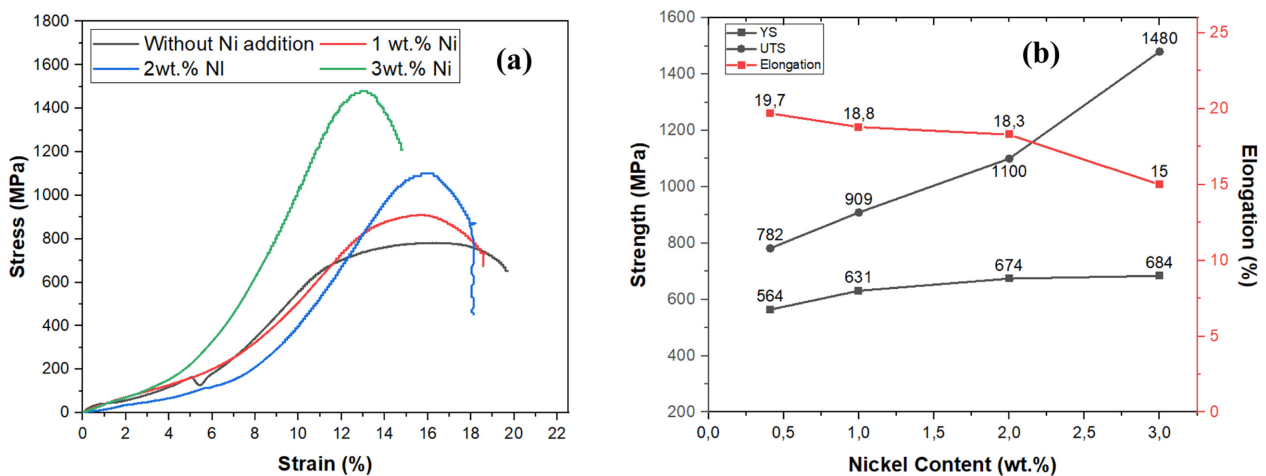 1800
1600
1400
1200
1000
800
600
400
200
0
Stress (MPa)
Without Ni addition
1 wt.% Ni
2wt.% NI
3wt.% Ni
(a)
0 2 4 6 8 10 12 14 16 18 20 22
Strain (%)
1600
1400
1200
1000
800
600
400
200
Strength (MPa)
YS
UTS
Elongation
(b)
1480
19,7
18,8
18,3
1100
15
909
782
564
631
674
684
25
20
15
10
5
0
Elongation (%)
0,0 0,5 1,0 1,5 2,0 2,5 3,0
Nickel Content (wt.%)